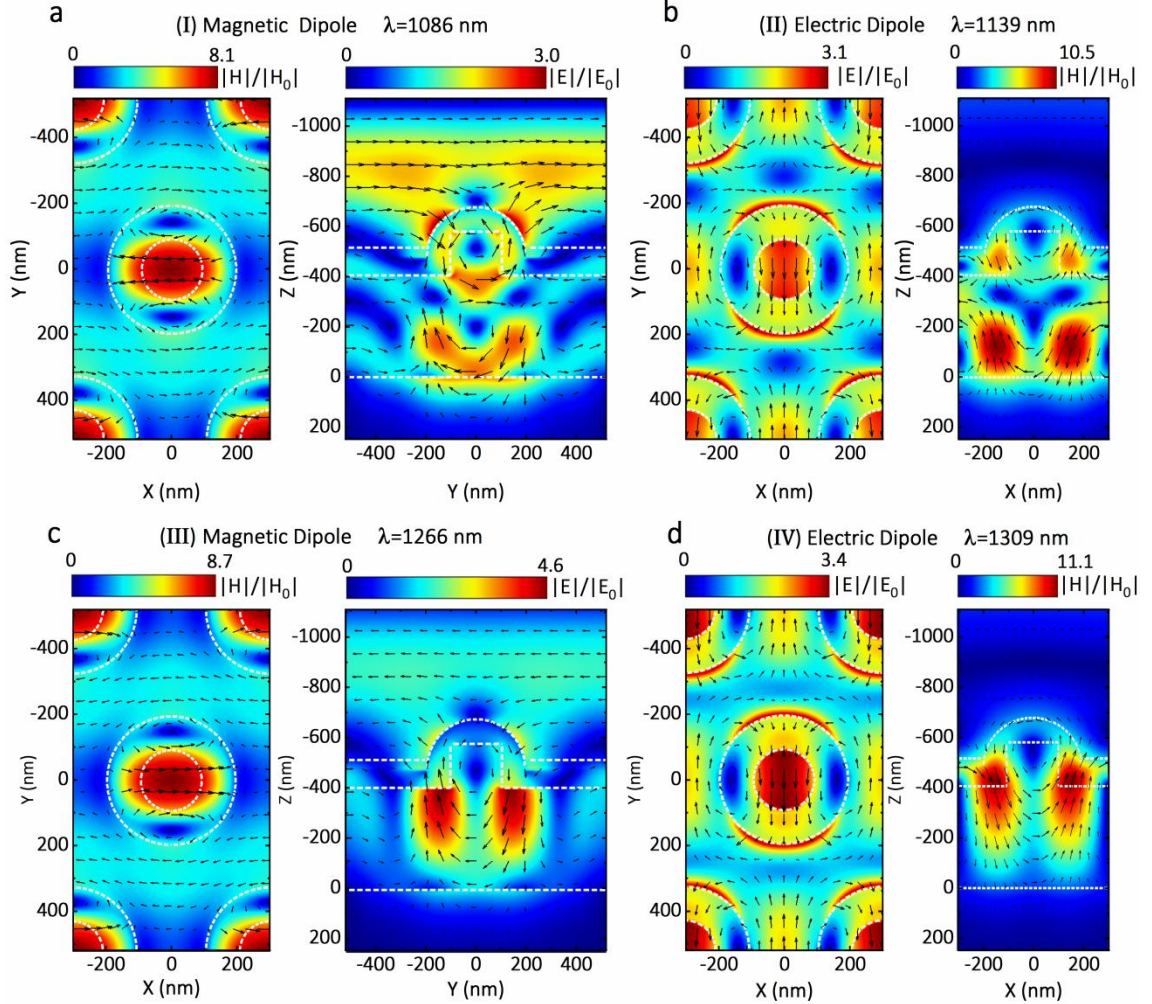 a
(I) Magnetic Dipole λ=1086 nm
0 8.1 |H|/|H0|
0 3.0 |E|/|E0|
-400
-200
0
200
400
Y (nm)
-200 0 200
X (nm)
-1000
-800
-600
-400
-200
0
200
Z (nm)
-400 -200 0 200 400
Y (nm)
b
(II) Electric Dipole λ=1139 nm
0 3.1 |E|/|E0|
0 10.5 |H|/|H0|
-400
-200
0
200
400
Y (nm)
-200 0 200
X (nm)
-1000
-800
-600
-400
-200
0
200
Z (nm)
-200 0 200
X (nm)
c
(III) Magnetic Dipole λ=1266 nm
0 8.7 |H|/|H0|
0 4.6 |E|/|E0|
-400
-200
0
200
400
Y (nm)
-200 0 200
X (nm)
-1000
-800
-600
-400
-200
0
200
Z (nm)
-400 -200 0 200 400
Y (nm)
d
(IV) Electric Dipole λ=1309 nm
0 3.4 |E|/|E0|
0 11.1 |H|/|H0|
-400
-200
0
200
400
Y (nm)
-200 0 200
X (nm)
-1000
-800
-600
-400
-200
0
200
Z (nm)
-200 0 200
X (nm)